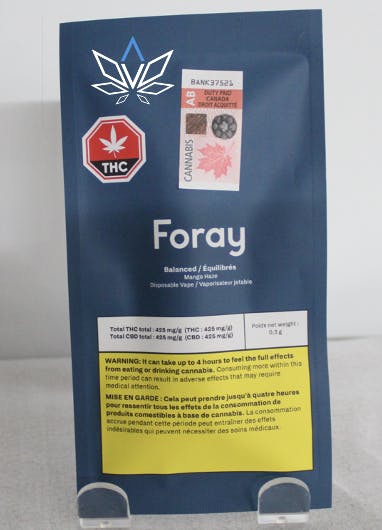 BANK37521
AB
DUTY PAID
CANADA
DROIT ACQUITTÉ
CANNABIS
THC
Foray
Balanced / Équilibrés
Mango Haze
Disposable Vape / Vaporisateur jetable
Total THC total : 425 mg/g (THC : 425 mg/g)
Total CBD total : 425 mg/g (CBD : 425 mg/g)
Poids net weight :
0,3 g
WARNING: It can take up to 4 hours to feel the full effects
from eating or drinking cannabis. Consuming more within this
time period can result in adverse effects that may require
medical attention.
MISE EN GARDE : Cela peut prendre jusqu'à quatre heures
pour ressentir tous les effets de la consommation de
produits comestibles à base de cannabis. La consommation
accrue pendant cette période peut entraîner des effets
indésirables qui peuvent nécessiter des soins médicaux.